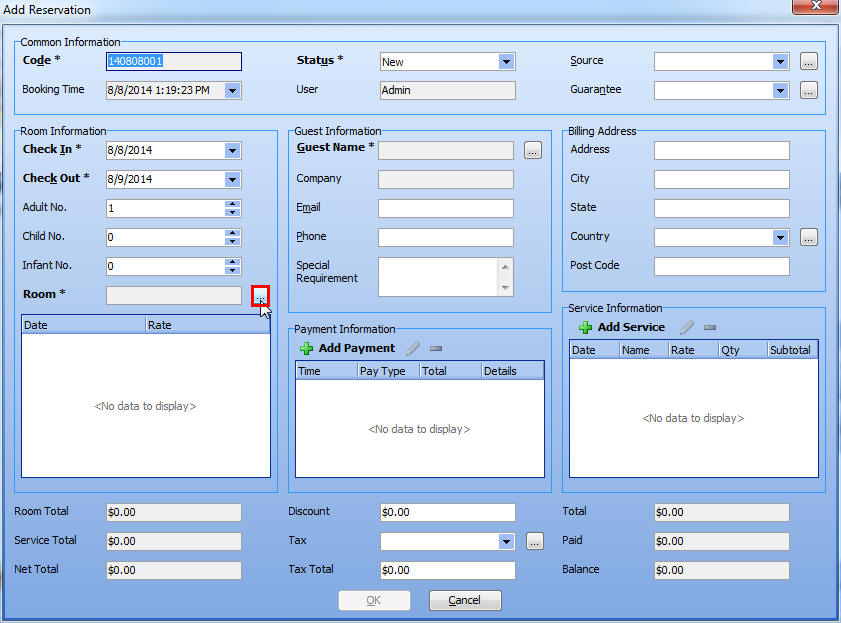 Add Reservation
Common Information
Code * 140808001 Status * New Source ...
Booking Time 8/8/2014 1:19:23 PM User Admin Guarantee ...
Room Information
Check In * 8/8/2014
Check Out * 8/9/2014
Adult No. 1
Child No. 0
Infant No. 0
Room * ...
Date Rate
<No data to display>
Guest Information
Guest Name * ...
Company
Email
Phone
Special
Requirement
Payment Information
Add Payment
Time Pay Type Total Details
<No data to display>
Billing Address
Address
City
State
Country ...
Post Code
Service Information
Add Service
Date Name Rate Qty Subtotal
<No data to display>
Room Total $0.00 Discount $0.00 Total $0.00
Service Total $0.00 Tax ... Paid $0.00
Net Total $0.00 Tax Total $0.00 Balance $0.00
OK Cancel